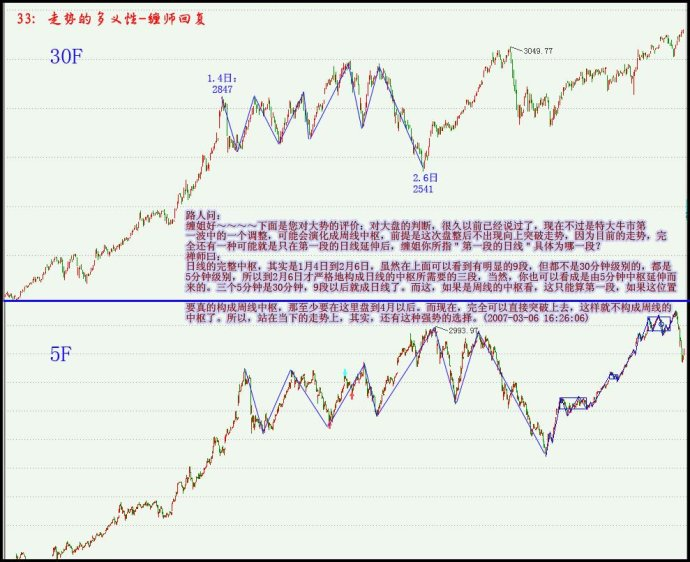 33: 走势的多义性-缠师回复
30F
3049.77
1.4日:
2847
2.6日
2541
路人问:
缠姐好~~~~下面是您对大势的评价: 对大盘的判断, 很久以前已经说过了, 现在不过是特大牛市第
一波中的一个调整, 可能会演化成周线中枢, 前提是这次盘整后不出现向上突破走势, 因为目前的走势, 完
全还有一种可能就是只在第一段的日线延伸后, 缠姐你所指"第一段的日线"具体为哪一段?
禅师曰:
日线的完整中枢, 其实是1月4日到2月6日, 虽然在上面可以看到有明显的9段, 但都不是30分钟级别的, 都是
5分钟级别, 所以到2月6日才严格地构成日线的中枢所需要的三段, 当然, 你也可以看成是由5分钟中枢延伸而
来的。三个5分钟是30分钟, 9段以后就成日线了。而这, 如果是周线的中枢看, 这只能算第一段, 如果这位置
要真的构成周线中枢, 那至少要在这里盘到4月以后。而现在, 完全可以直接突破上去, 这样就不构成周线的
中枢了。所以, 站在当下的走势上, 其实, 还有这种强势的选择。(2007-03-06 16:26:06)
2993.97
5F